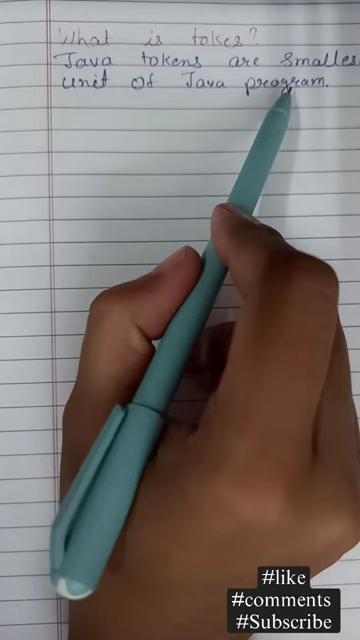 What is tokes?
Java tokens are Smalles
unit of Java program.
#like
#comments
#Subscribe